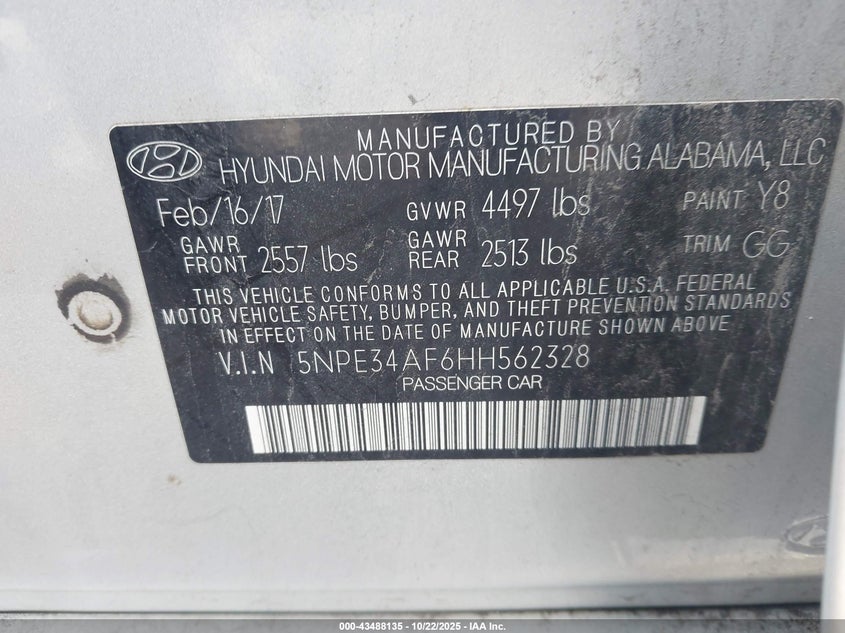 MANUFACTURED BY
HYUNDAI MOTOR MANUFACTURING ALABAMA, LLC
Feb/16/17 GVWR 4497 lbs PAINT Y8
GAWR FRONT 2557 lbs GAWR REAR 2513 lbs TRIM GG
THIS VEHICLE CONFORMS TO ALL APPLICABLE U.S.A. FEDERAL
MOTOR VEHICLE SAFETY, BUMPER, AND THEFT PREVENTION STANDARDS
IN EFFECT ON THE DATE OF MANUFACTURE SHOWN ABOVE
V.I.N 5NPE34AF6HH562328
PASSENGER CAR
000-43488135 - 10/22/2025 - IAA Inc.